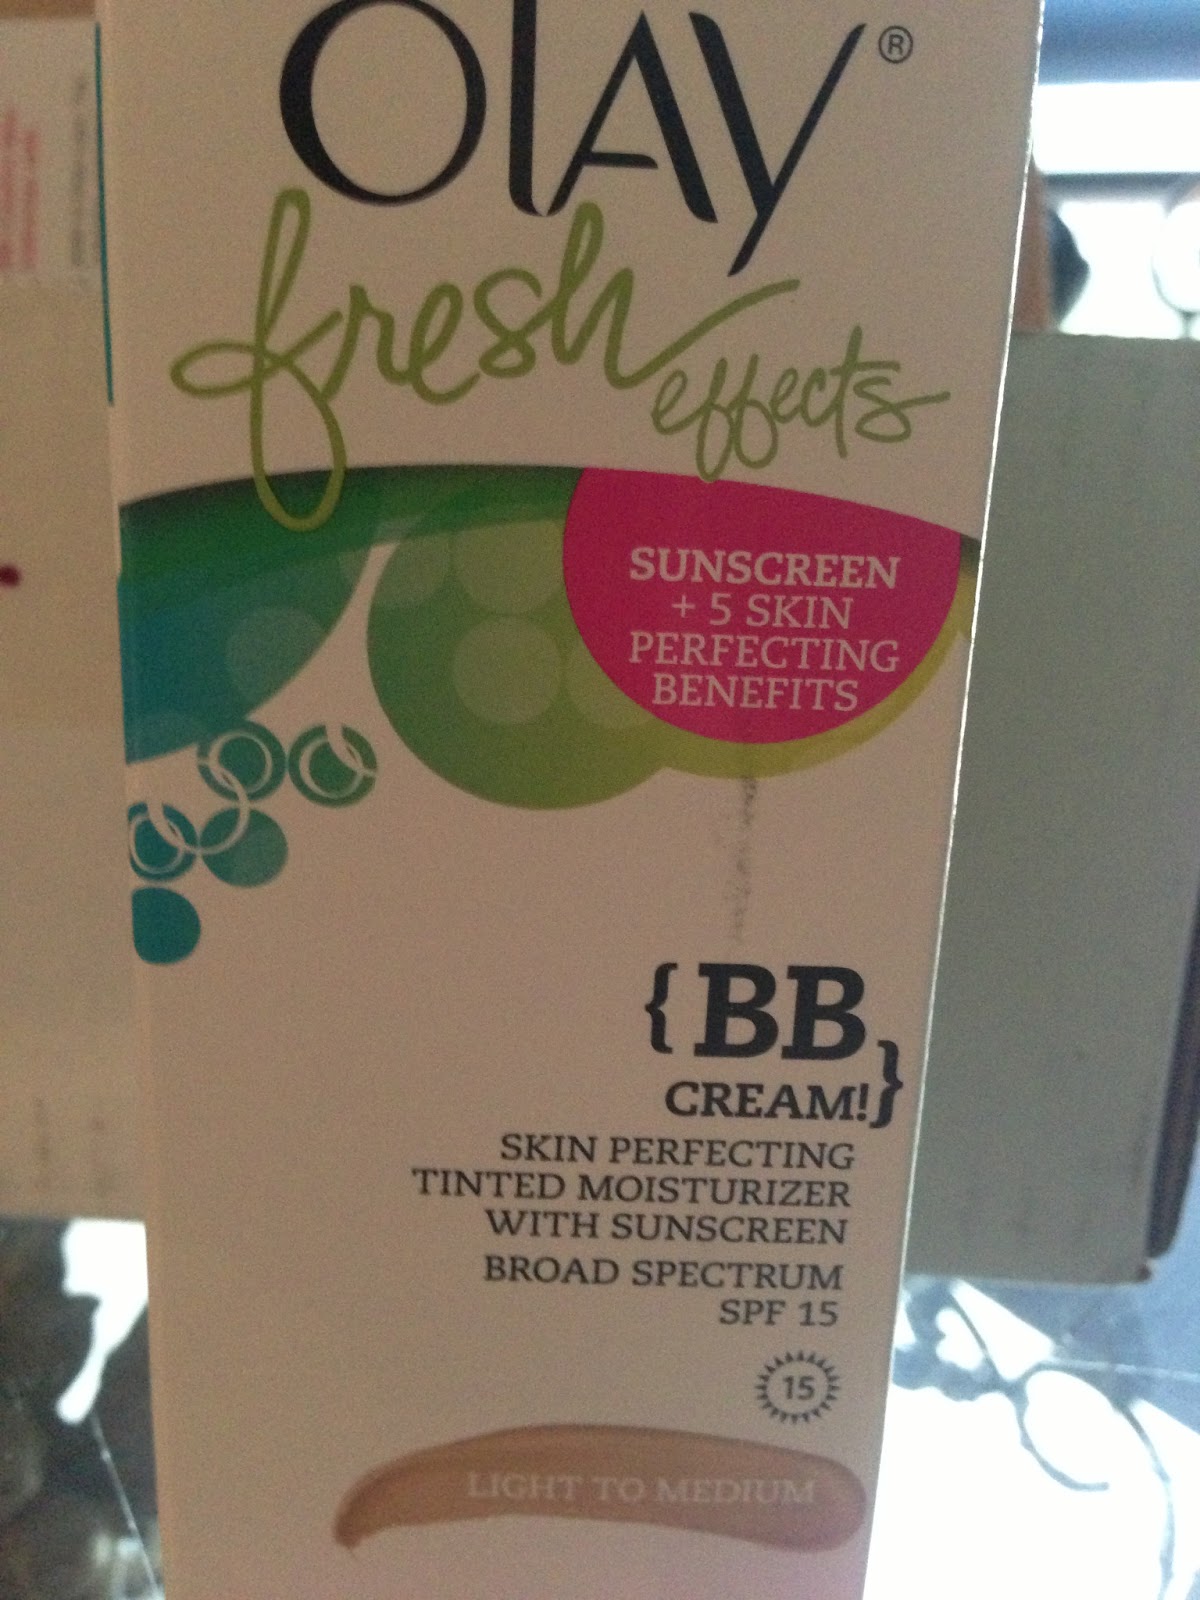 OLAY®
fresh effects
SUNSCREEN
+ 5 SKIN
PERFECTING
BENEFITS
{BB
CREAM!}
SKIN PERFECTING
TINTED MOISTURIZER
WITH SUNSCREEN
BROAD SPECTRUM
SPF 15
15
LIGHT TO MEDIUM